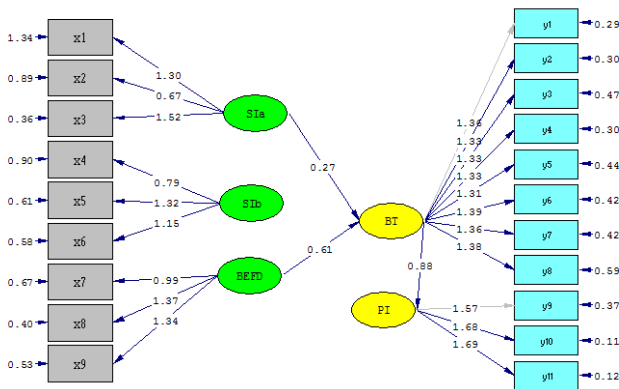 1.34 x1
0.89 x2
0.36 x3
0.90 x4
0.61 x5
0.58 x6
0.67 x7
0.40 x8
0.53 x9
1.30
0.67
1.52
0.79
1.32
1.15
0.99
1.37
1.34
SIa
SIb
BEFD
0.27
0.61
BT
0.88
PI
1.36
1.33
1.33
1.33
1.31
1.39
1.36
1.38
1.57
1.68
1.69
y1 0.29
y2 0.30
y3 0.47
y4 0.30
y5 0.44
y6 0.42
y7 0.42
y8 0.59
y9 0.37
y10 0.11
y11 0.12